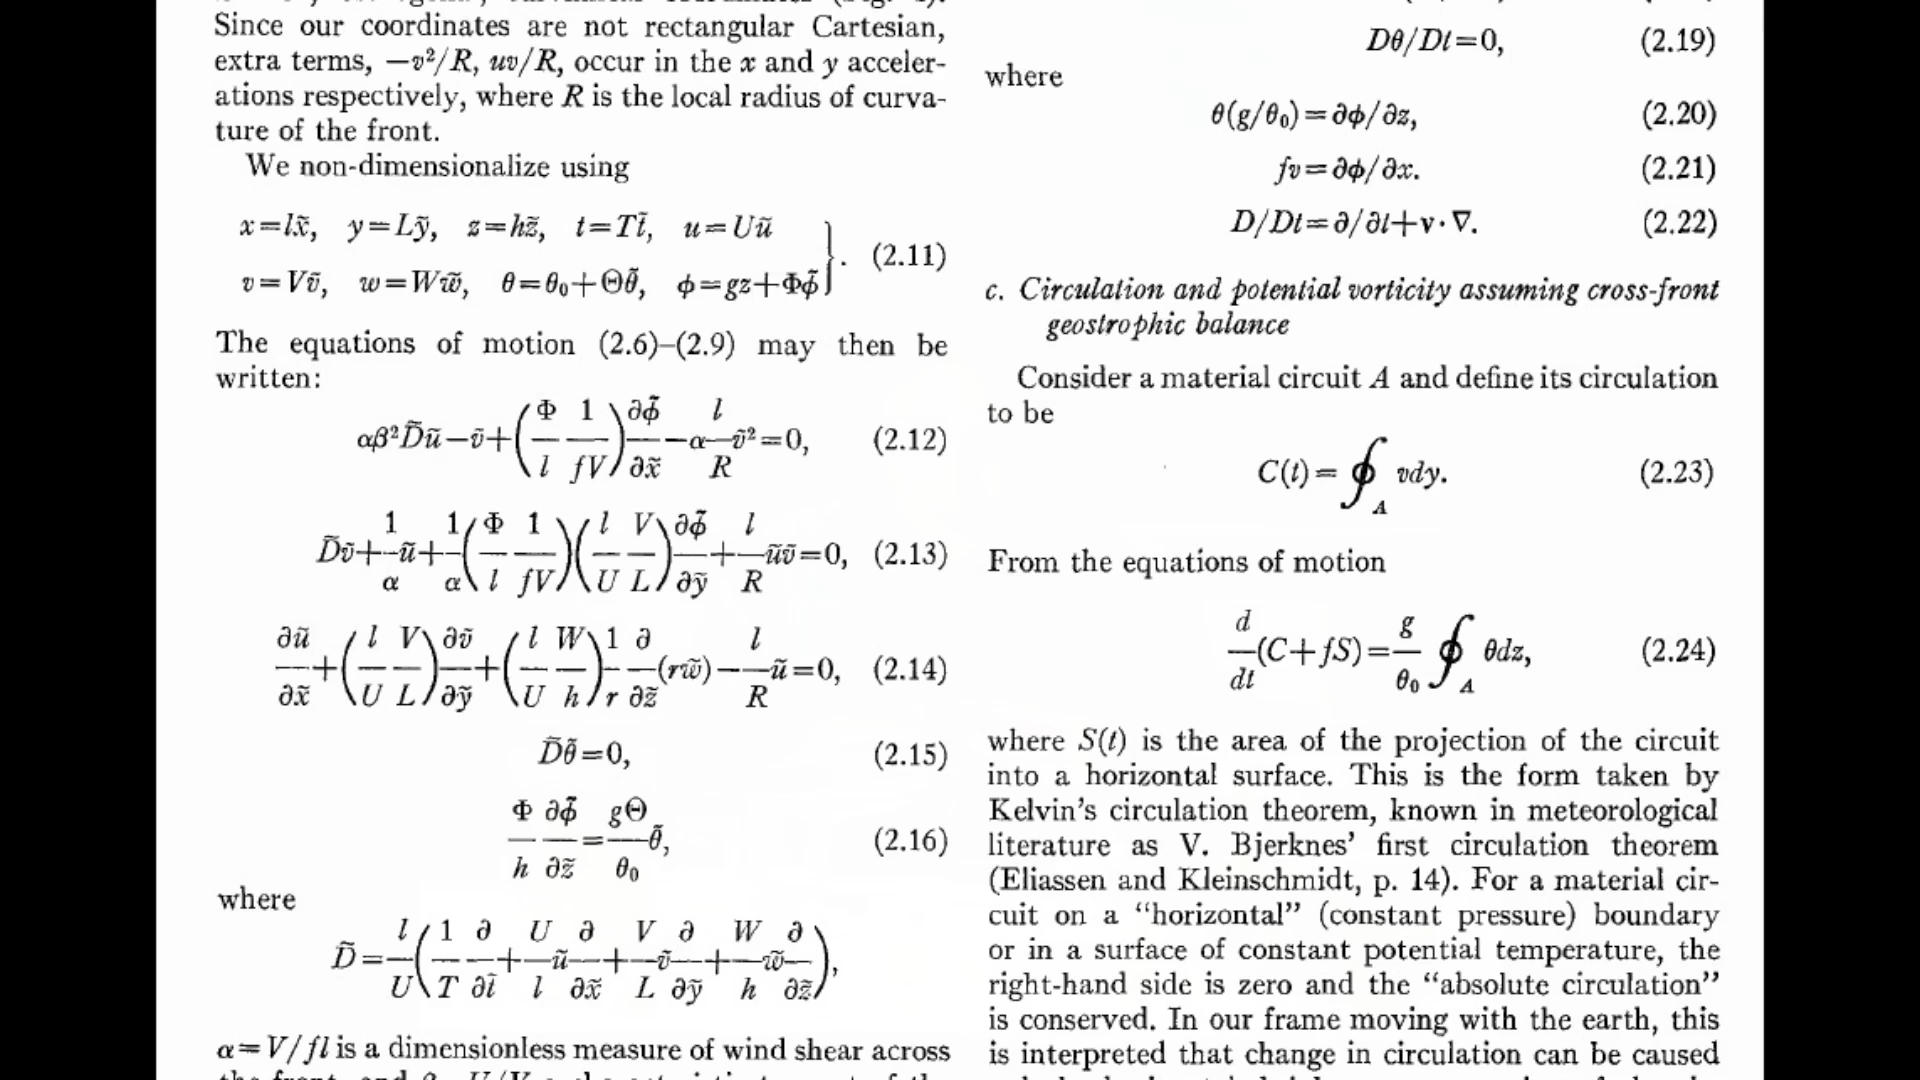 Since our coordinates are not rectangular Cartesian,
extra terms, −v²/R, uv/R, occur in the x and y acceler-
ations respectively, where R is the local radius of curva-
ture of the front.
We non-dimensionalize using
x=lx̃, y=Lỹ, z=hz̃, t=Tt̃, u=Uũ
v=Vṽ, w=Ww̃, θ=θ₀+Θθ̃, φ=gz+Φφ̃ }. (2.11)
The equations of motion (2.6)–(2.9) may then be
written:
αβ²D̃ũ−ṽ+(Φ/l 1/fV)∂φ̃/∂x̃−α l/R ṽ²=0, (2.12)
D̃ṽ+1/α ũ+1/α(Φ/l 1/fV)(l/U V/L)∂φ̃/∂ỹ+l/R ũṽ=0, (2.13)
∂ũ/∂x̃+(l/U V/L)∂ṽ/∂ỹ+(l/U W/h)1/r ∂/∂z̃(rw̃)−l/R ũ=0, (2.14)
D̃θ̃=0, (2.15)
Φ/h ∂φ̃/∂z̃=gΘ/θ₀ θ̃, (2.16)
where
D̃=l/U(1/T ∂/∂t̃+U/l ũ ∂/∂x̃+V/L ṽ ∂/∂ỹ+W/h w̃ ∂/∂z̃),
α=V/fl is a dimensionless measure of wind shear across
Dθ/Dt=0, (2.19)
where
θ(g/θ₀)=∂φ/∂z, (2.20)
fv=∂φ/∂x. (2.21)
D/Dt=∂/∂t+v·∇. (2.22)
c. Circulation and potential vorticity assuming cross-front
geostrophic balance
Consider a material circuit A and define its circulation
to be
C(t)=∮_A vdy. (2.23)
From the equations of motion
d/dt(C+fS)=g/θ₀ ∮_A θdz, (2.24)
where S(t) is the area of the projection of the circuit
into a horizontal surface. This is the form taken by
Kelvin's circulation theorem, known in meteorological
literature as V. Bjerknes' first circulation theorem
(Eliassen and Kleinschmidt, p. 14). For a material cir-
cuit on a "horizontal" (constant pressure) boundary
or in a surface of constant potential temperature, the
right-hand side is zero and the "absolute circulation"
is conserved. In our frame moving with the earth, this
is interpreted that change in circulation can be caused